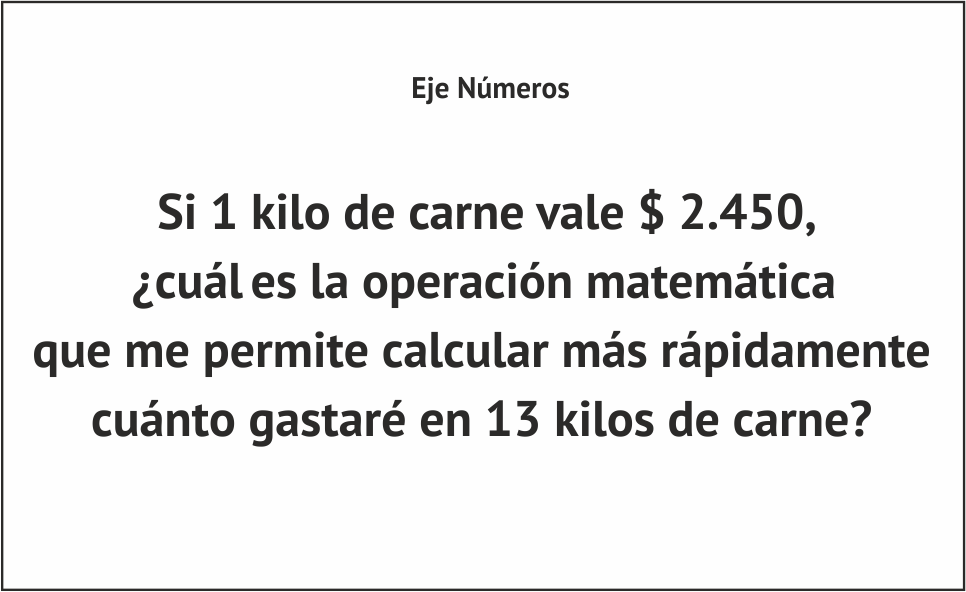 Eje Números
Si 1 kilo de carne vale $ 2.450,
¿cuál es la operación matemática
que me permite calcular más rápidamente
cuánto gastaré en 13 kilos de carne?